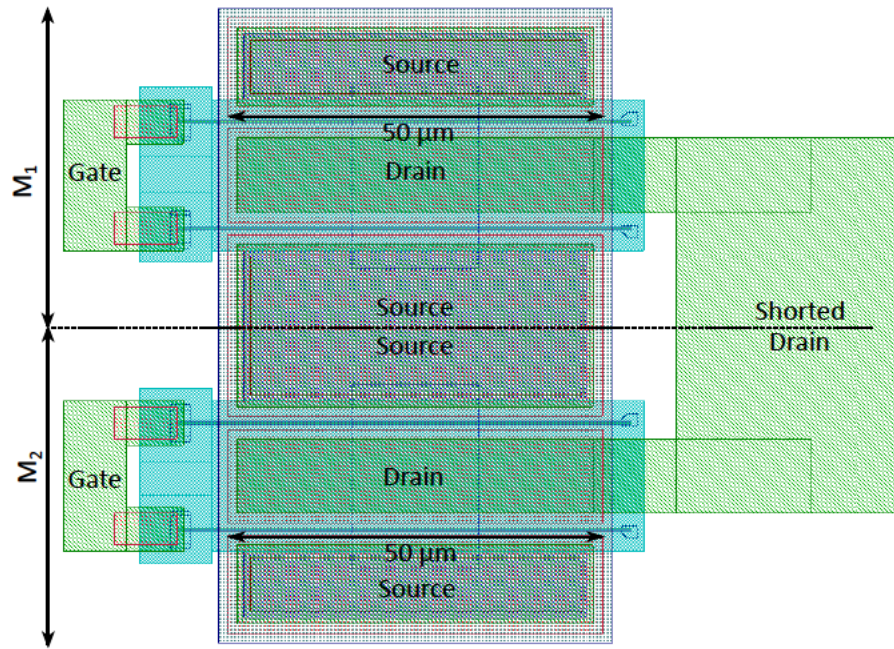 Source
50 μm
M1
Gate
Drain
Source
Source
Shorted
Drain
M2
Gate
Drain
50 μm
Source